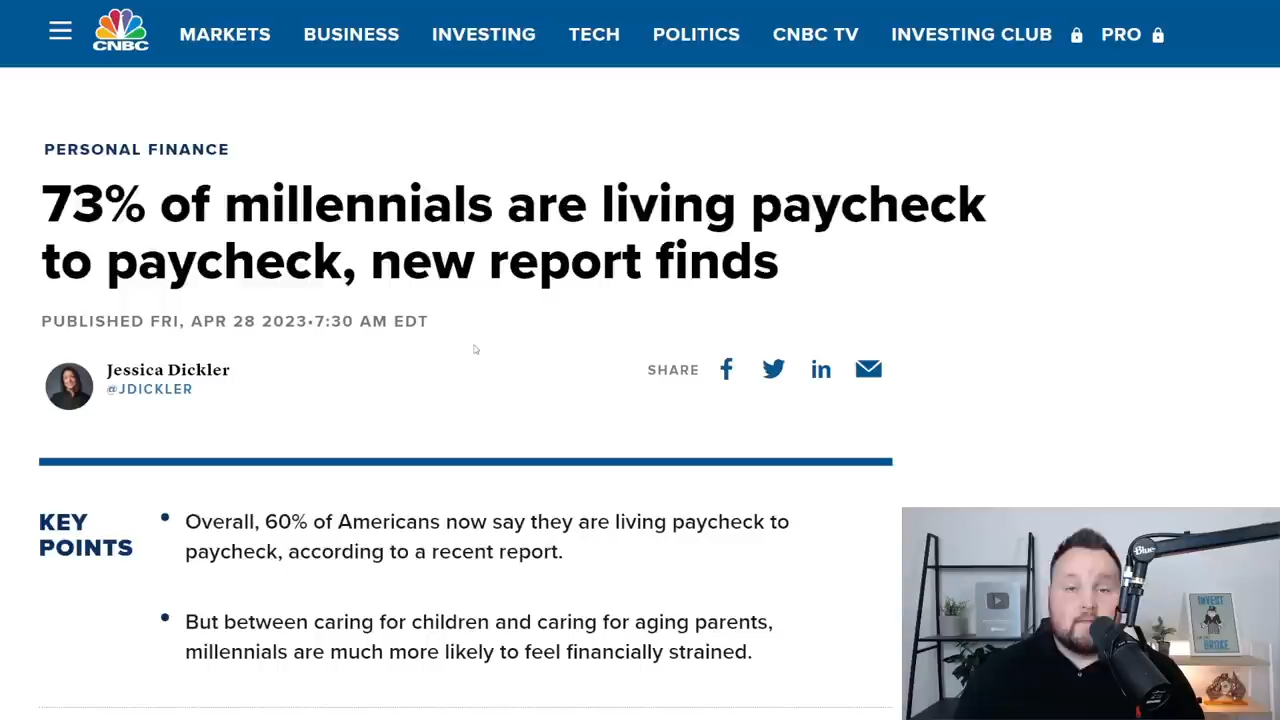 CNBC MARKETS BUSINESS INVESTING TECH POLITICS CNBC TV INVESTING CLUB PRO
PERSONAL FINANCE
73% of millennials are living paycheck
to paycheck, new report finds
PUBLISHED FRI, APR 28 2023•7:30 AM EDT
Jessica Dickler
@JDICKLER
SHARE
KEY
POINTS
• Overall, 60% of Americans now say they are living paycheck to
paycheck, according to a recent report.
• But between caring for children and caring for aging parents,
millennials are much more likely to feel financially strained.
Blue
INVEST
BROKE